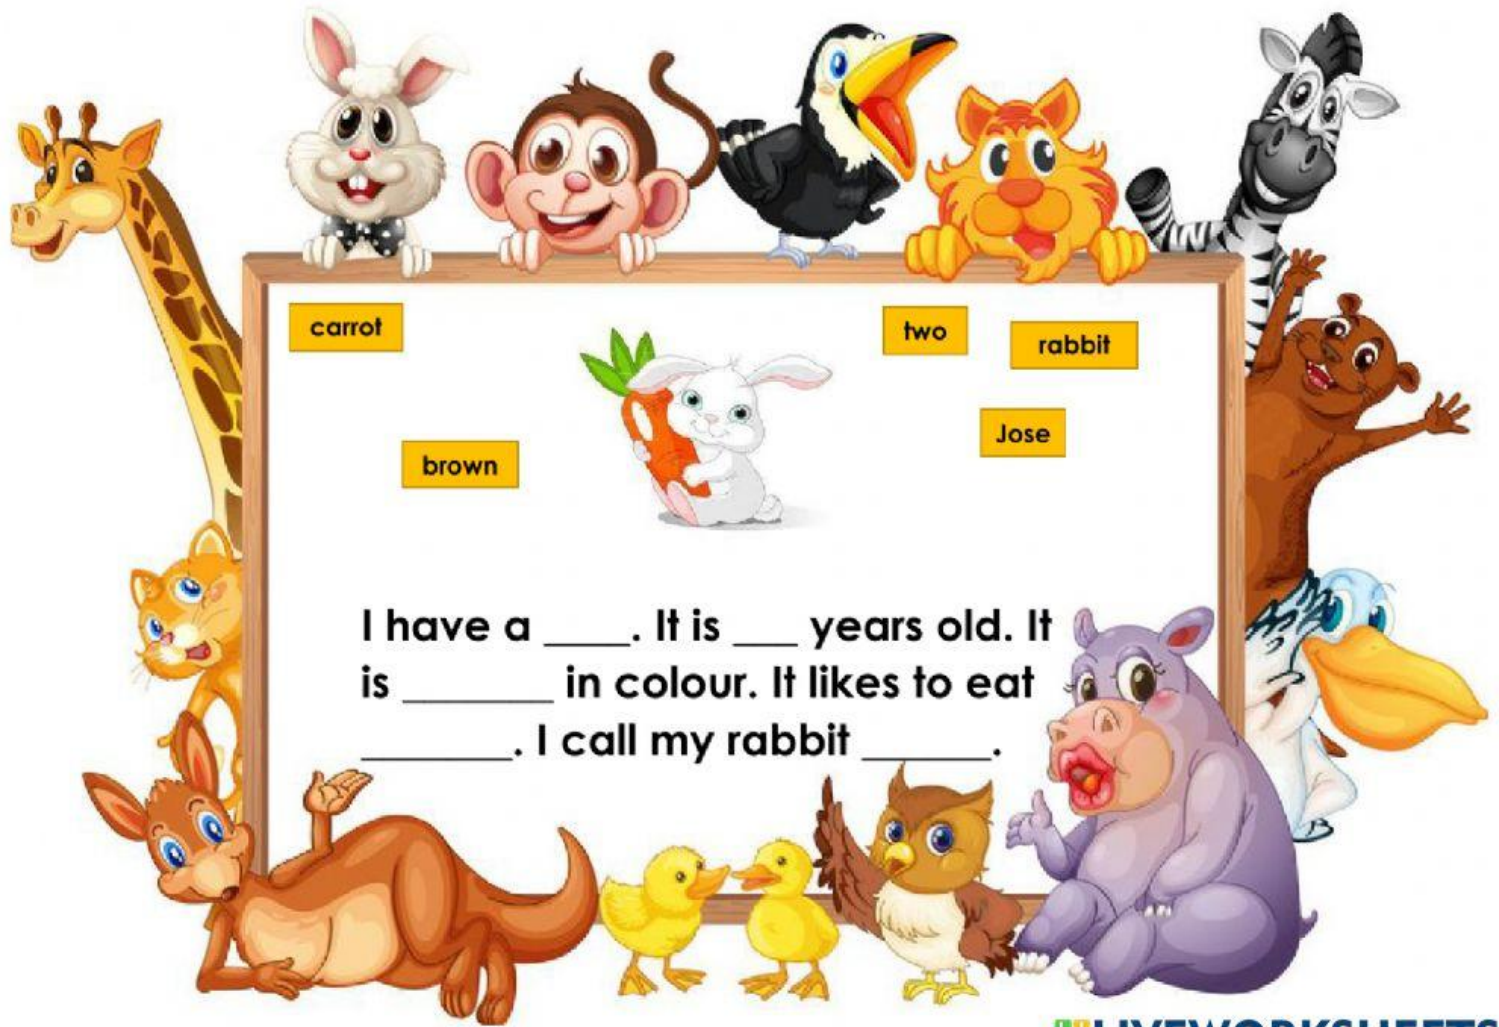 carrot
two
rabbit
Jose
brown
I have a ____. It is ___ years old. It
is _______ in colour. It likes to eat
_______. I call my rabbit ______.
LIVEWORKSHEETS